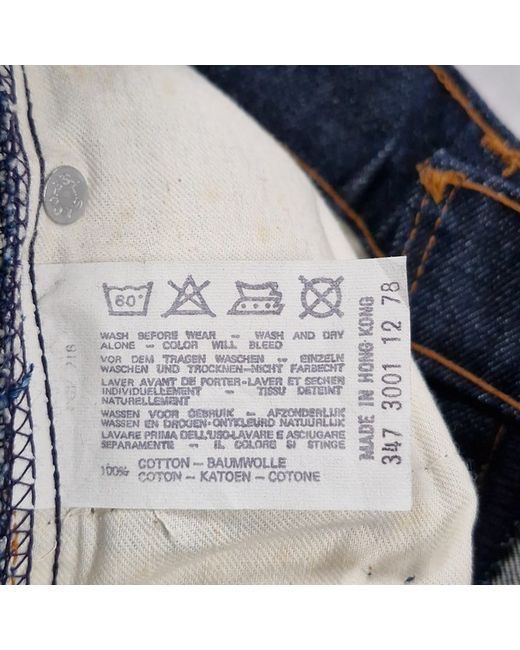 60°
WASH BEFORE WEAR – WASH AND DRY
ALONE – COLOR WILL BLEED
VOR DEM TRAGEN WASCHEN – EINZELN
WASCHEN UND TROCKNEN–NICHT FARBECHT
LAVER AVANT DE PORTER–LAVER ET SECHER
INDIVIDUELLEMENT – TISSU DETEINT
NATURELLEMENT
WASSEN VOOR GEBRUIK – AFZONDERLIJK
WASSEN EN DROGEN–ONTKLEURD NATUURLIJK
LAVARE PRIMA DELL'USO–LAVARE E ASCIUGARE
SEPARAMENTE – IL COLORE SI STINGE
100% COTTON – BAUMWOLLE
COTON – KATOEN – COTONE
MADE IN HONG KONG
347 3001 12 78